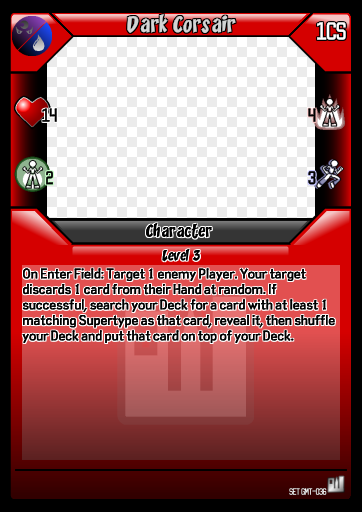 Dark Corsair
1CS
14
4
2
3
Character
Level 3
On Enter Field: Target 1 enemy Player. Your target
discards 1 card from their Hand at random. If
successful, search your Deck for a card with at least 1
matching Supertype as that card, reveal it, then shuffle
your Deck and put that card on top of your Deck.
SET GMT-036